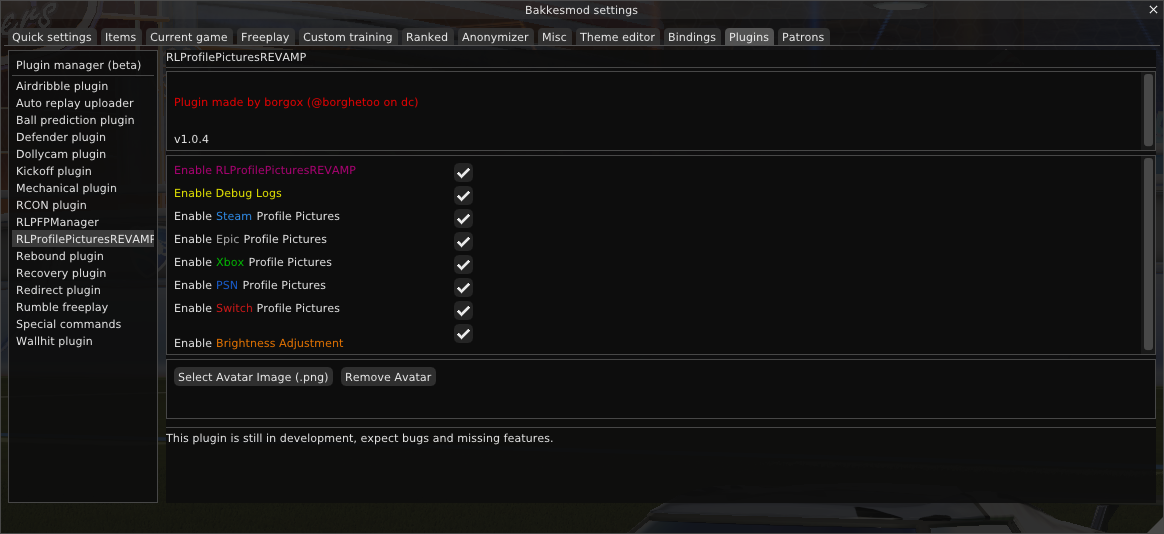 Bakkesmod settings
Quick settings Items Current game Freeplay Custom training Ranked Anonymizer Misc Theme editor Bindings Plugins Patrons
Plugin manager (beta)
Airdribble plugin
Auto replay uploader
Ball prediction plugin
Defender plugin
Dollycam plugin
Kickoff plugin
Mechanical plugin
RCON plugin
RLPFPManager
RLProfilePicturesREVAMP
Rebound plugin
Recovery plugin
Redirect plugin
Rumble freeplay
Special commands
Wallhit plugin
RLProfilePicturesREVAMP
Plugin made by borgox (@borghetoo on dc)
v1.0.4
Enable RLProfilePicturesREVAMP
Enable Debug Logs
Enable Steam Profile Pictures
Enable Epic Profile Pictures
Enable Xbox Profile Pictures
Enable PSN Profile Pictures
Enable Switch Profile Pictures
Enable Brightness Adjustment
Select Avatar Image (.png) Remove Avatar
This plugin is still in development, expect bugs and missing features.